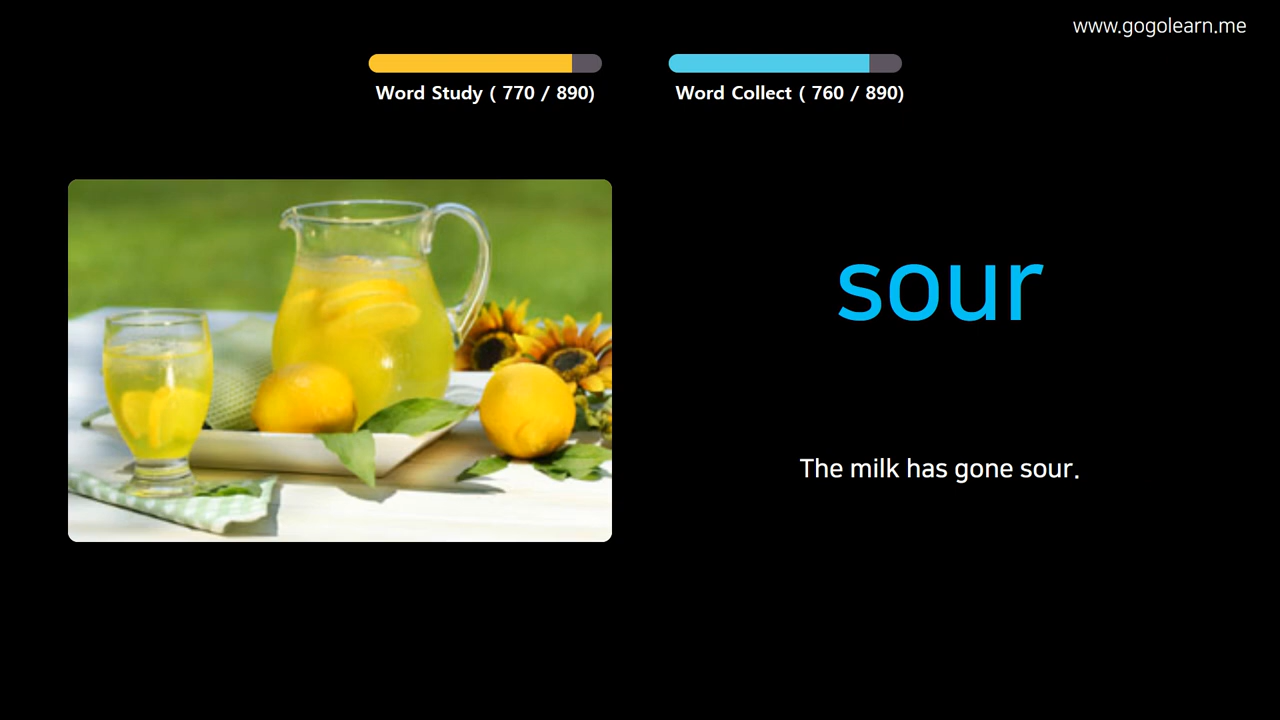 www.gogolearn.me
Word Study ( 770 / 890)
Word Collect ( 760 / 890)
sour
The milk has gone sour.